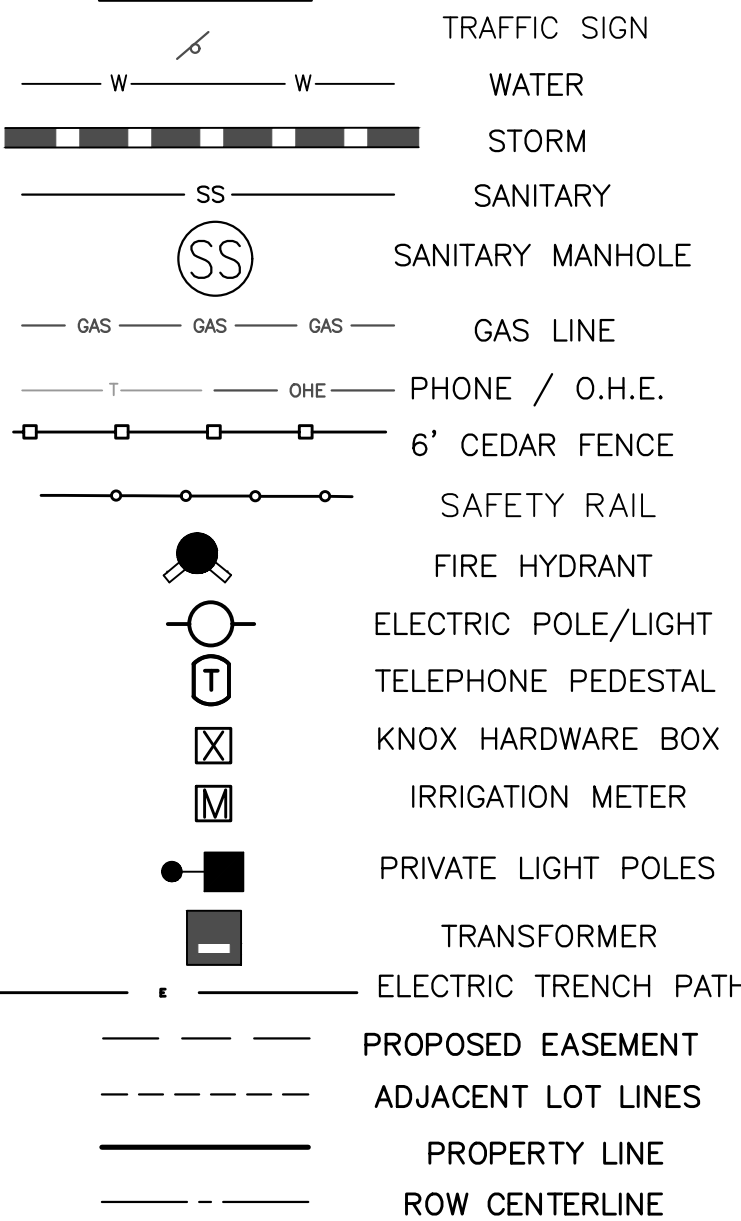 TRAFFIC SIGN
W W WATER
STORM
SS SANITARY
SS SANITARY MANHOLE
GAS GAS GAS GAS LINE
T OHE PHONE / O.H.E.
6' CEDAR FENCE
SAFETY RAIL
FIRE HYDRANT
ELECTRIC POLE/LIGHT
T TELEPHONE PEDESTAL
X KNOX HARDWARE BOX
M IRRIGATION METER
PRIVATE LIGHT POLES
TRANSFORMER
E ELECTRIC TRENCH PATH
PROPOSED EASEMENT
ADJACENT LOT LINES
PROPERTY LINE
ROW CENTERLINE